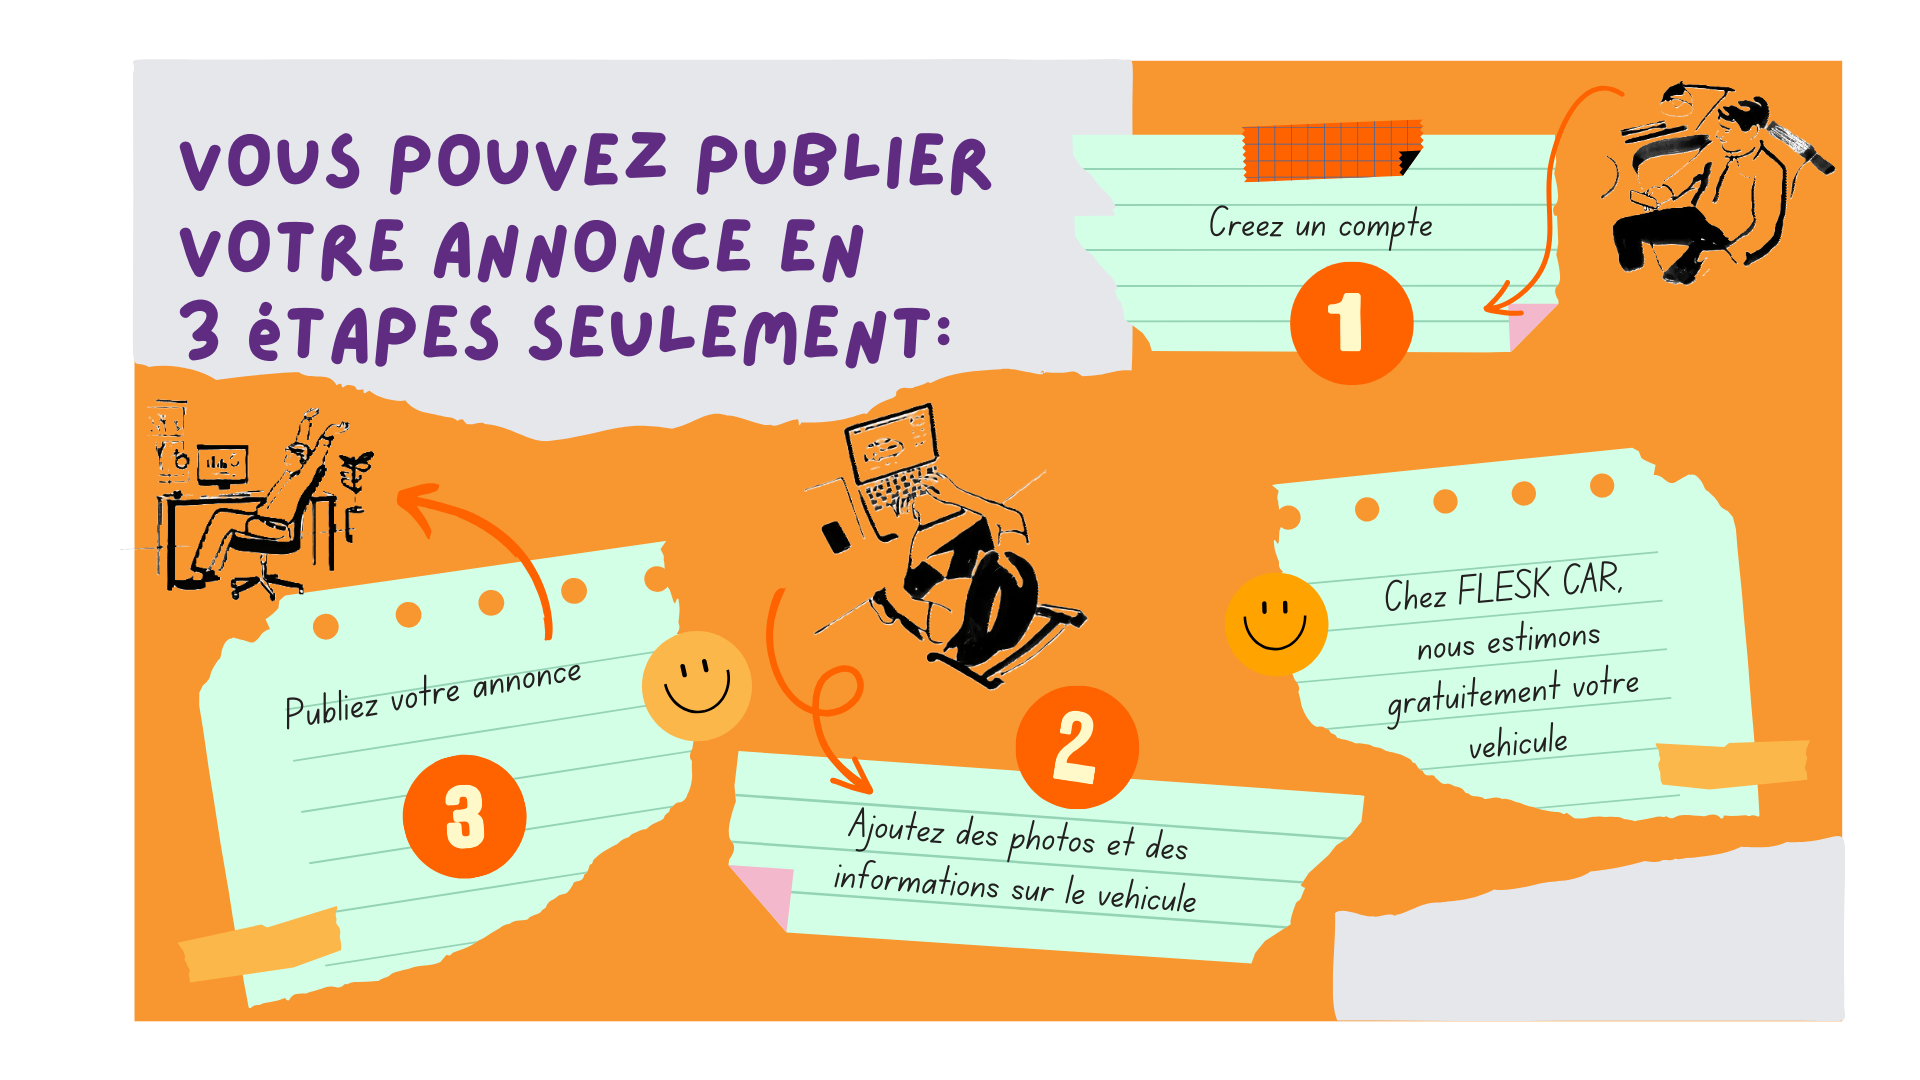 VOUS POUVEZ PUBLIER
VOTRE ANNONCE EN
3 éTAPES SEULEMENT:
Creez un compte
1
2
Ajoutez des photos et des
informations sur le vehicule
Publiez votre annonce
3
Chez FLESK CAR,
nous estimons
gratuitement votre
vehicule